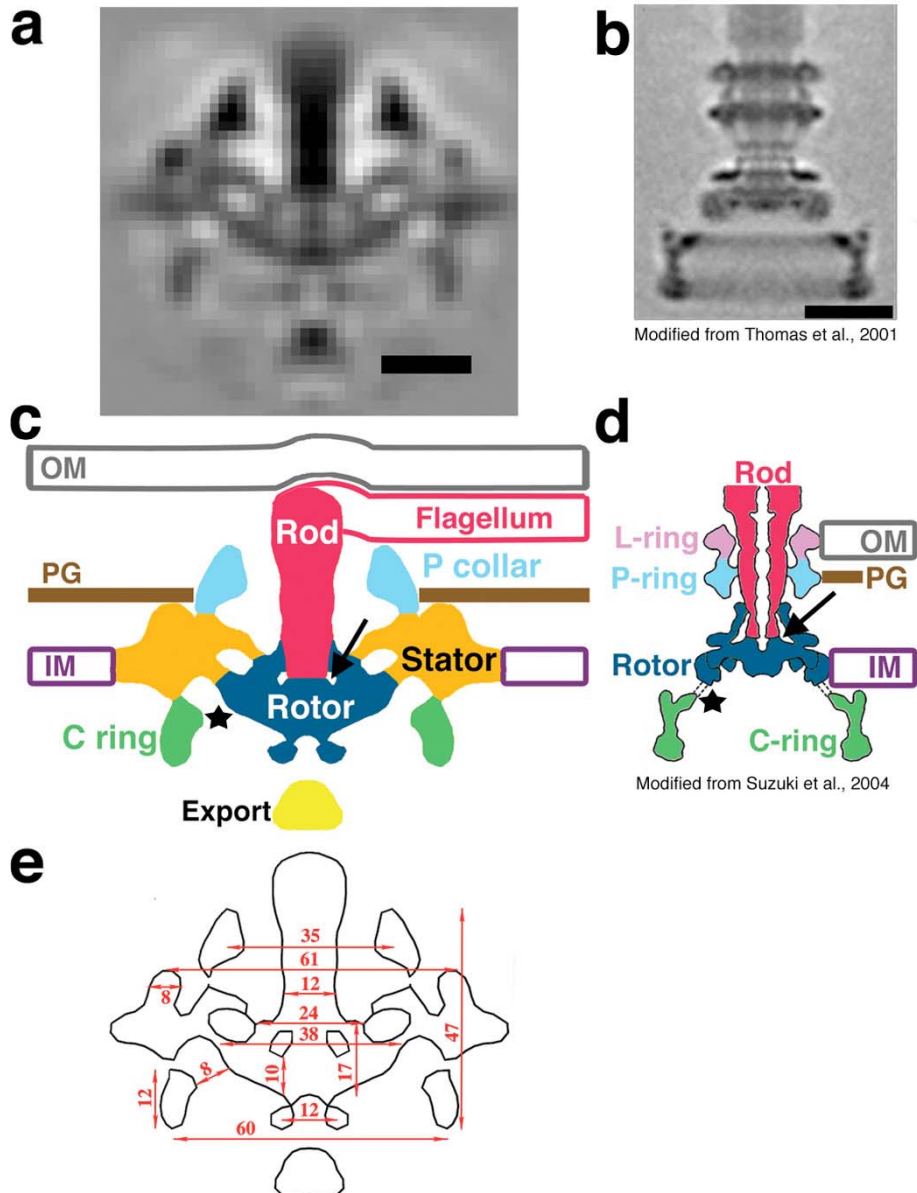 a
b
Modified from Thomas et al., 2001
c
d
OM
Rod
Flagellum
P collar
PG
IM
Stator
Rotor
C ring
Export
Rod
L-ring
OM
P-ring
PG
Rotor
IM
C-ring
Modified from Suzuki et al., 2004
e
35
61
12
8
24
38
47
10
17
8
12
12
60